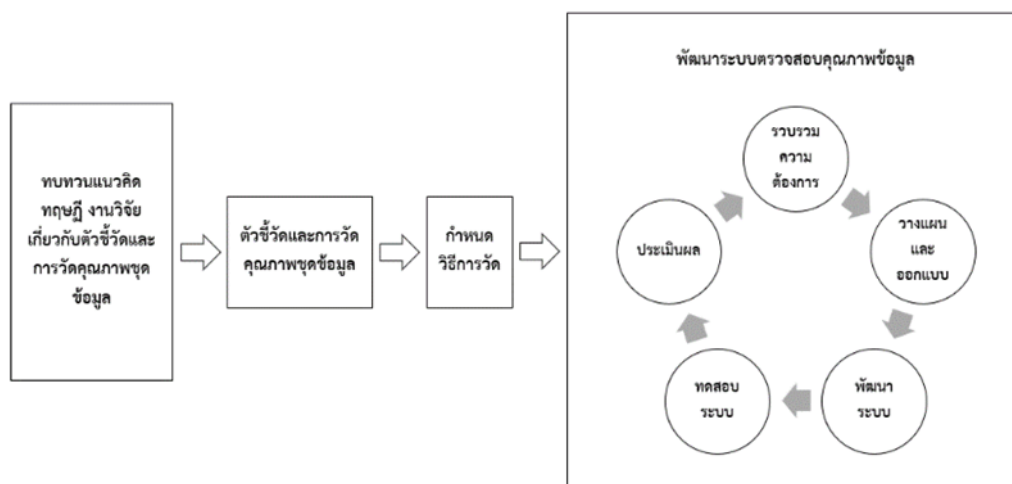 ทบทวนแนวคิด
ทฤษฎี งานวิจัย
เกี่ยวกับตัวชี้วัดและ
การวัดคุณภาพชุด
ข้อมูล
ตัวชี้วัดและการวัด
คุณภาพชุดข้อมูล
กำหนด
วิธีการวัด
พัฒนาระบบตรวจสอบคุณภาพข้อมูล
รวบรวม
ความ
ต้องการ
วางแผน
และ
ออกแบบ
พัฒนา
ระบบ
ทดสอบ
ระบบ
ประเมินผล